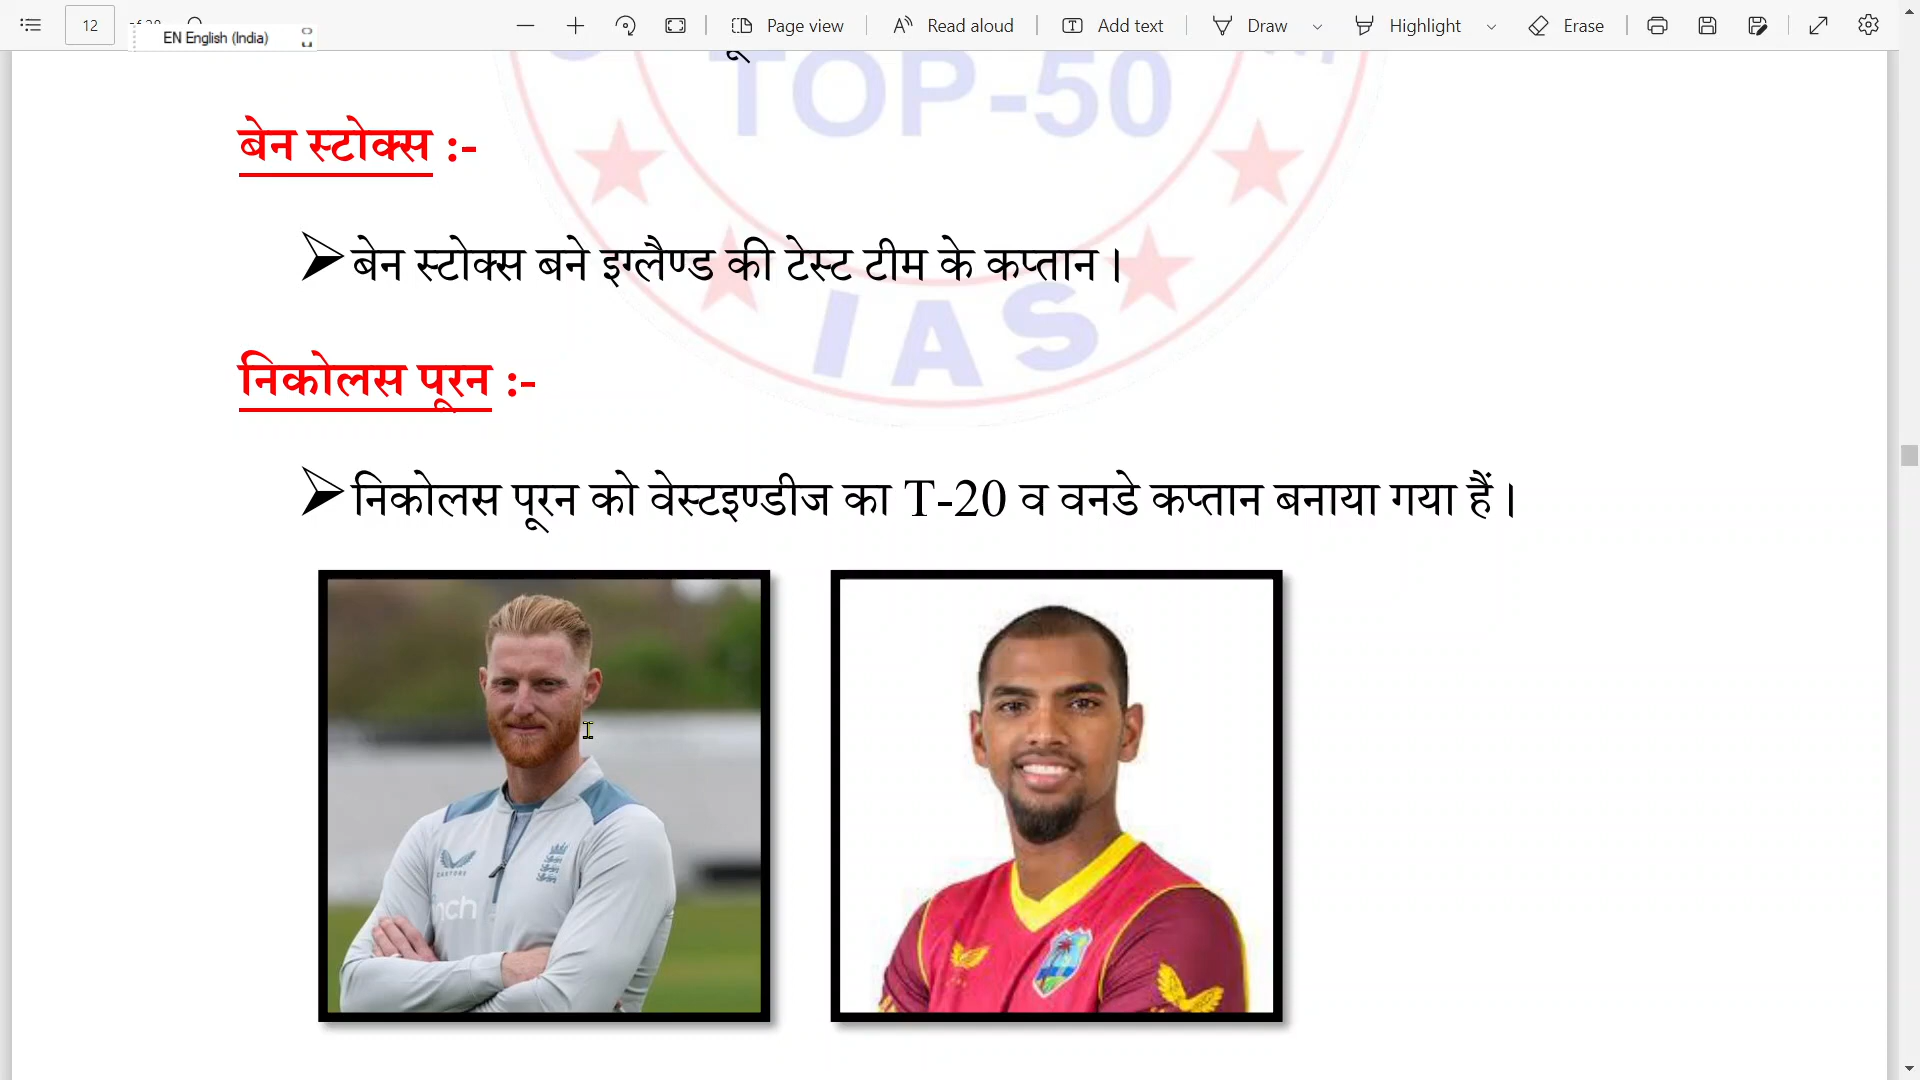 12
EN English (India)
Page view
Read aloud
Add text
Draw
Highlight
Erase
TOP-50
बेन स्टोक्स :-
बेन स्टोक्स बने इग्लैण्ड की टेस्ट टीम के कप्तान।
IAS
निकोलस पूरन :-
निकोलस पूरन को वेस्टइण्डीज का T-20 व वनडे कप्तान बनाया गया हैं।
CASTORE